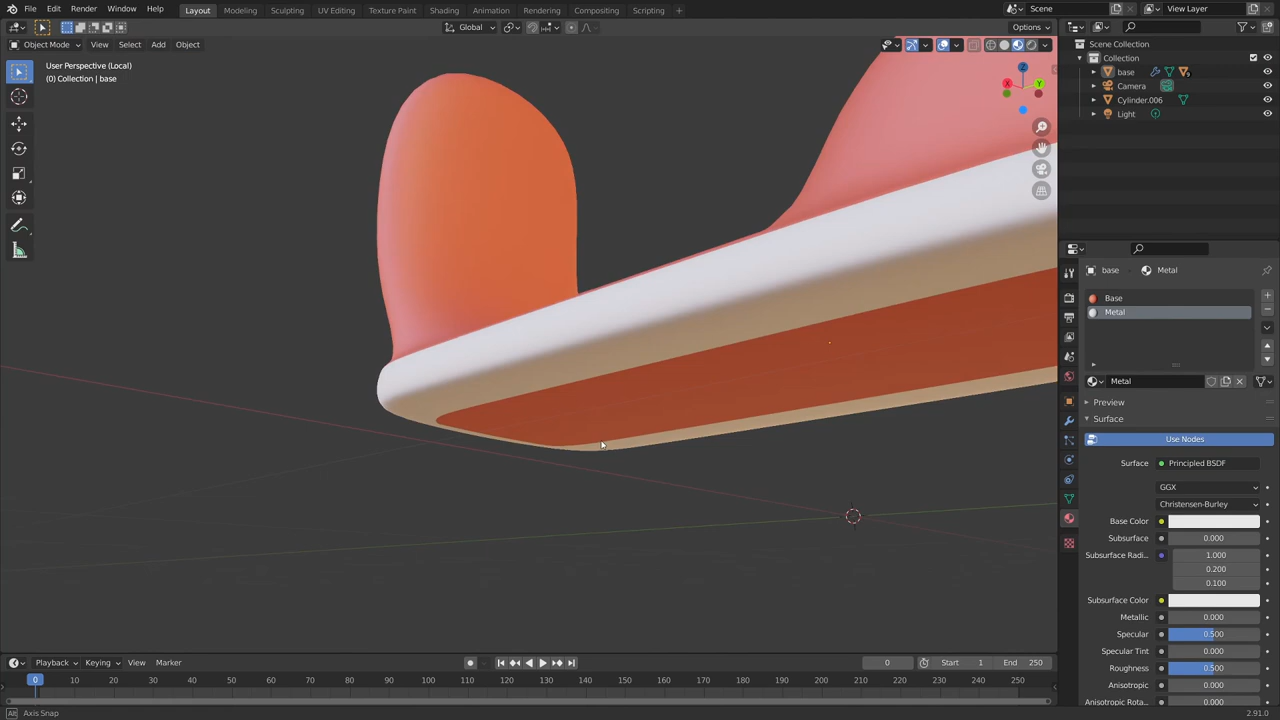 File Edit Render Window Help Layout Modeling Sculpting UV Editing Texture Paint Shading Animation Rendering Compositing Scripting Scene View Layer
Global Options
Object Mode View Select Add Object
User Perspective (Local)
(0) Collection | base
Scene Collection
Collection
base
Camera
Cylinder.006
Light
base Metal
Base
Metal
Metal
Preview
Surface
Use Nodes
Surface Principled BSDF
GGX
Christensen-Burley
Base Color
Subsurface 0.000
Subsurface Radi... 1.000
0.200
0.100
Subsurface Color
Metallic 0.000
Specular 0.500
Specular Tint 0.000
Roughness 0.500
Anisotropic 0.000
Anisotropic Rota... 0.000
Playback Keying View Marker 0 Start 1 End 250
0 10 20 30 40 50 60 70 80 90 100 110 120 130 140 150 160 170 180 190 200 210 220 230 240 250
Alt Axis Snap 2.91.0